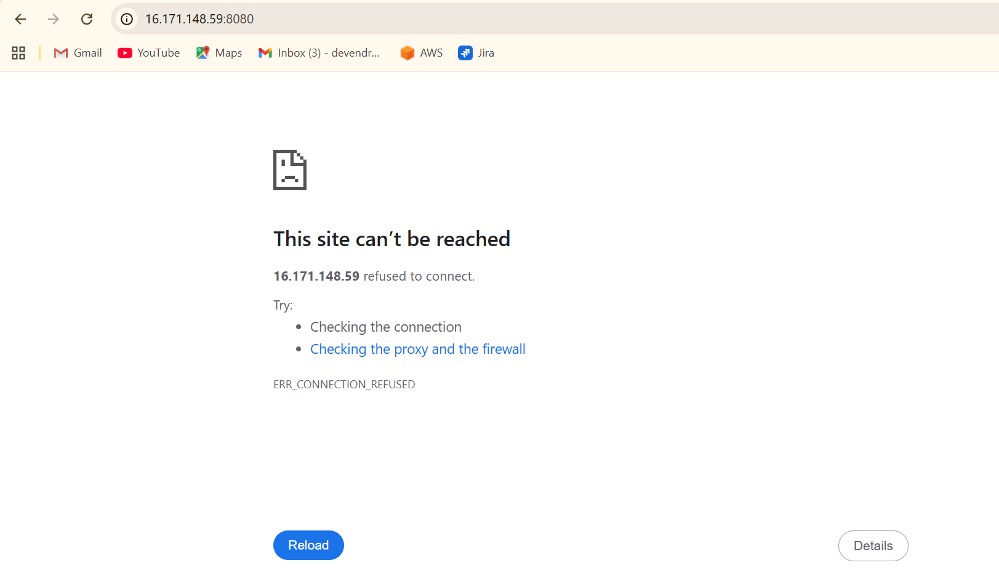 16.171.148.59:8080
Gmail YouTube Maps Inbox (3) - devendr... AWS Jira
This site can’t be reached
16.171.148.59 refused to connect.
Try:
• Checking the connection
• Checking the proxy and the firewall
ERR_CONNECTION_REFUSED
Reload Details